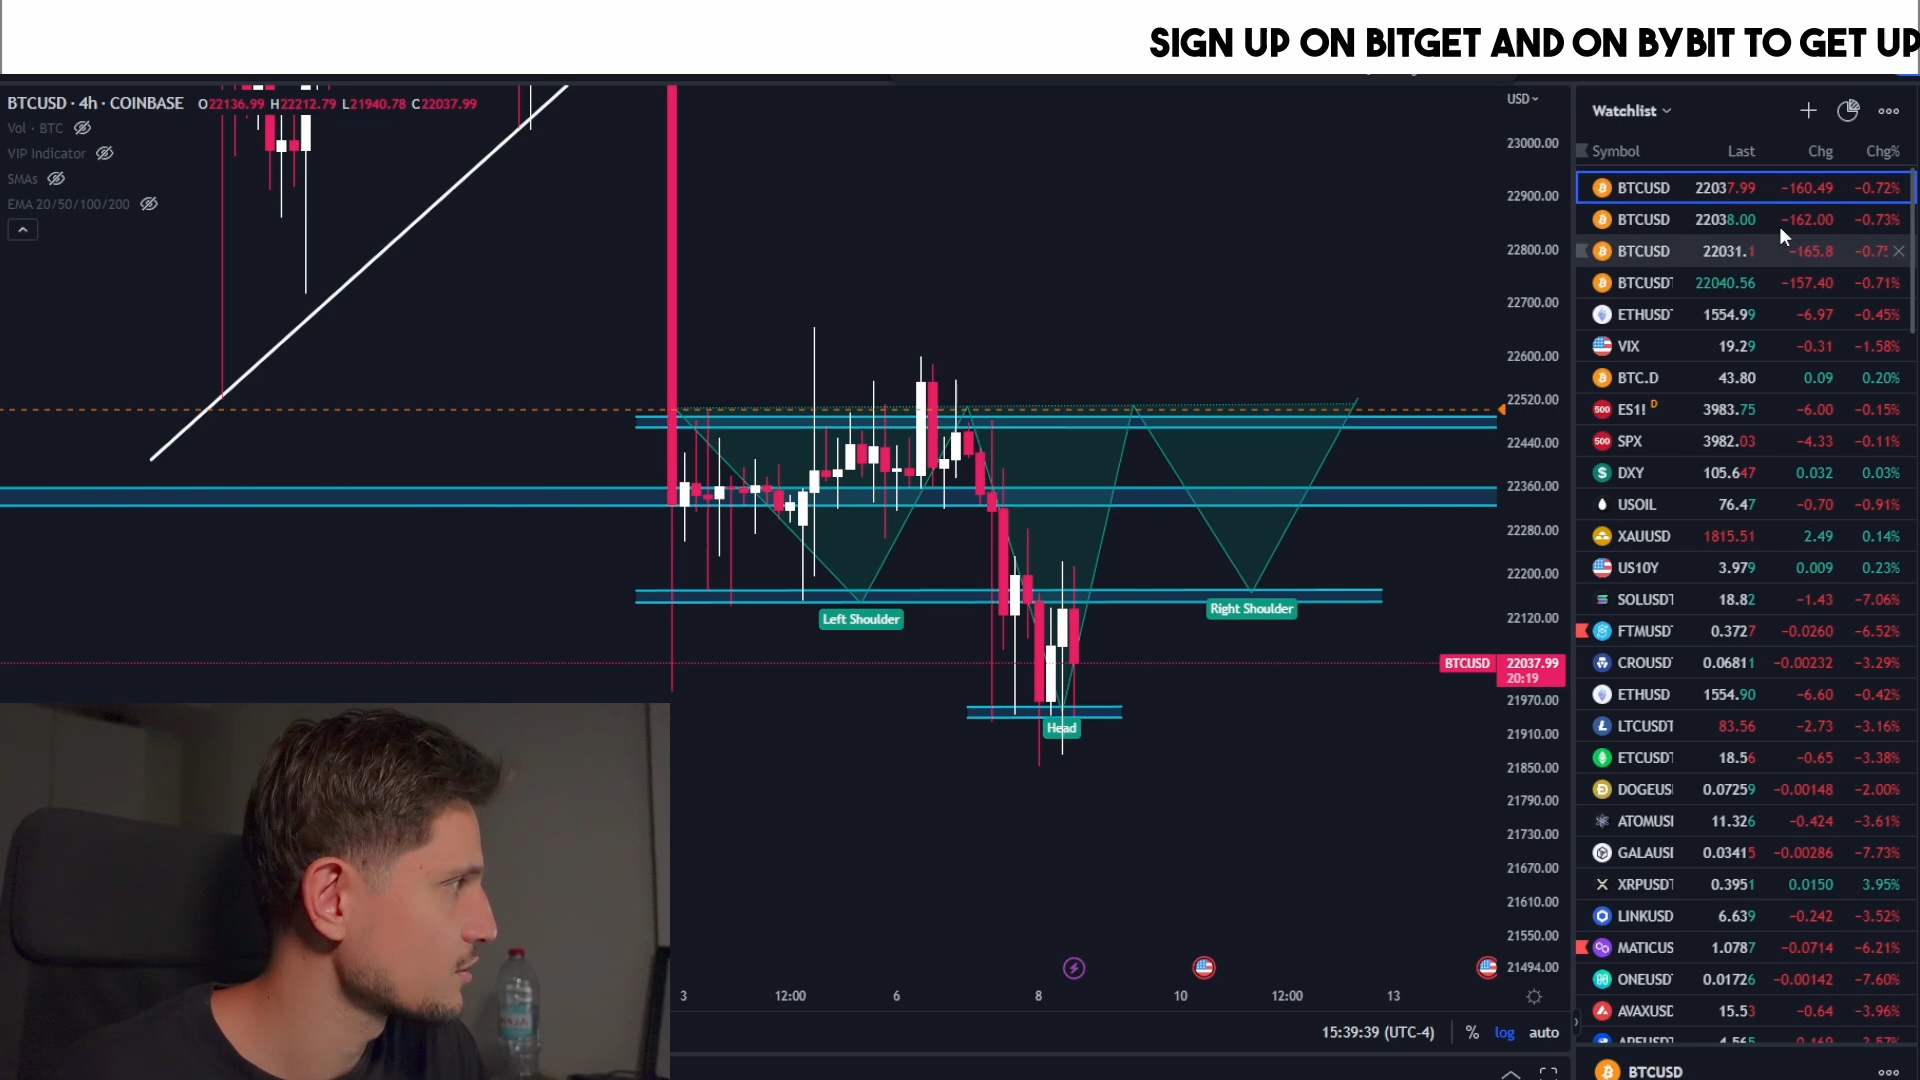 SIGN UP ON BITGET AND ON BYBIT TO GET UP
BTCUSD · 4h · COINBASE O22136.99 H22212.79 L21940.78 C22037.99
Vol · BTC
VIP Indicator
SMAs
EMA 20/50/100/200
USD
23000.00
22900.00
22800.00
22700.00
22600.00
22520.00
22440.00
22360.00
22280.00
22200.00
22120.00
BTCUSD 22037.99
20:19
21970.00
21910.00
21850.00
21790.00
21730.00
21670.00
21610.00
21550.00
21494.00
Left Shoulder
Head
Right Shoulder
3 12:00 6 8 10 12:00 13
15:39:39 (UTC-4) % log auto
Watchlist
Symbol Last Chg Chg%
BTCUSD 22037.99 −160.49 −0.72%
BTCUSD 22038.00 −162.00 −0.73%
BTCUSD 22031.1 −165.8
BTCUSDT 22040.56 −157.40 −0.71%
ETHUSD 1554.99 −6.97 −0.45%
VIX 19.29 −0.31 −1.58%
BTC.D 43.80 0.09 0.20%
ES1! D 3983.75 −6.00 −0.15%
SPX 3982.03 −4.33 −0.11%
DXY 105.647 0.032 0.03%
USOIL 76.47 −0.70 −0.91%
XAUUSD 1815.51 2.49 0.14%
US10Y 3.979 0.009 0.23%
SOLUSDT 18.82 −1.43 −7.06%
FTMUSD 0.3727 −0.0260 −6.52%
CROUSD 0.06811 −0.00232 −3.29%
ETHUSD 1554.90 −6.60 −0.42%
LTCUSDT 83.56 −2.73 −3.16%
ETCUSDT 18.56 −0.65 −3.38%
DOGEUS 0.07259 −0.00148 −2.00%
ATOMUS 11.326 −0.424 −3.61%
GALAUS 0.03415 −0.00286 −7.73%
XRPUSDT 0.3951 0.0150 3.95%
LINKUSD 6.639 −0.242 −3.52%
MATICUS 1.0787 −0.0714 −6.21%
ONEUSD 0.01726 −0.00142 −7.60%
AVAXUSD 15.53 −0.64 −3.96%
BTCUSD